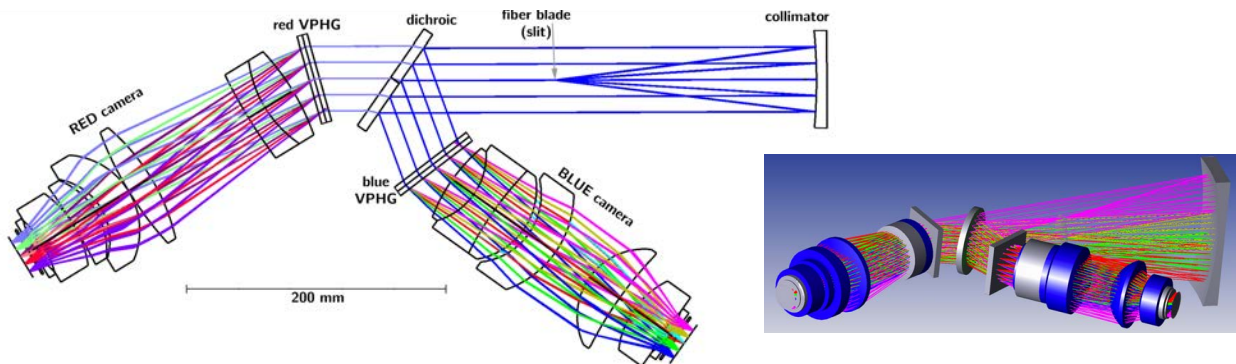 red VPHG
dichroic
fiber blade
(slit)
collimator
RED camera
blue
VPHG
BLUE camera
200 mm